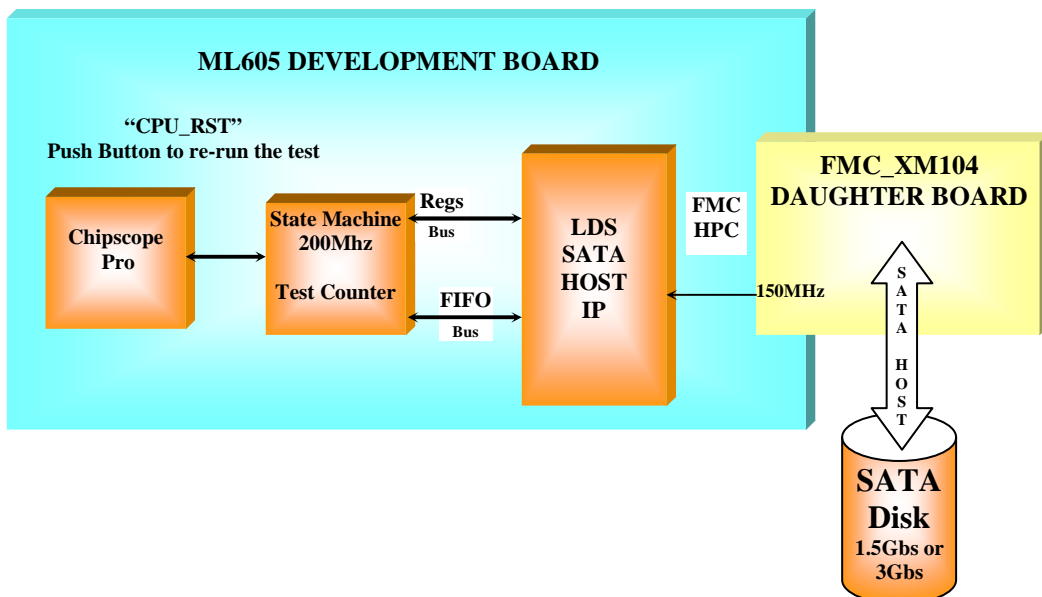 ML605 DEVELOPMENT BOARD
“CPU_RST”
Push Button to re-run the test
Chipscope
Pro
State Machine
200Mhz
Test Counter
Regs
Bus
FIFO
Bus
LDS
SATA
HOST
IP
FMC
HPC
150MHz
FMC_XM104
DAUGHTER BOARD
SATA HOST
SATA
Disk
1.5Gbs or
3Gbs